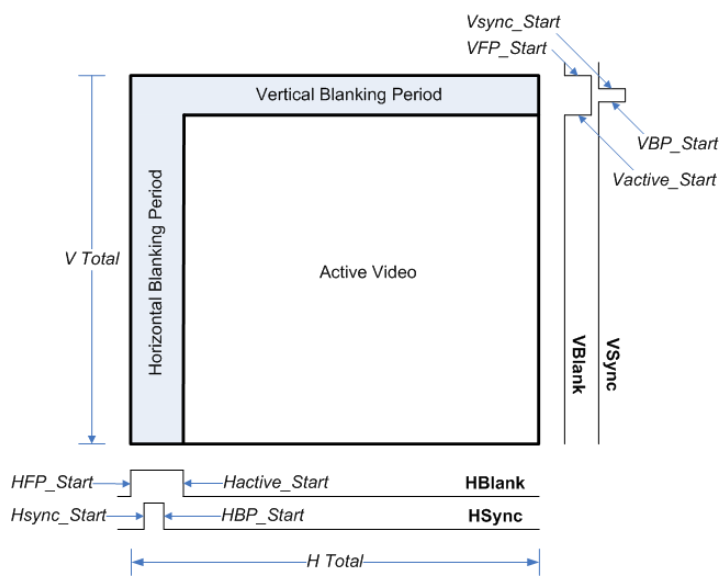 Vsync_Start
VFP_Start
Vertical Blanking Period
VBP_Start
Vactive_Start
V Total
Horizontal Blanking Period
Active Video
VBlank
VSync
HFP_Start
Hactive_Start
HBlank
Hsync_Start
HBP_Start
HSync
H Total